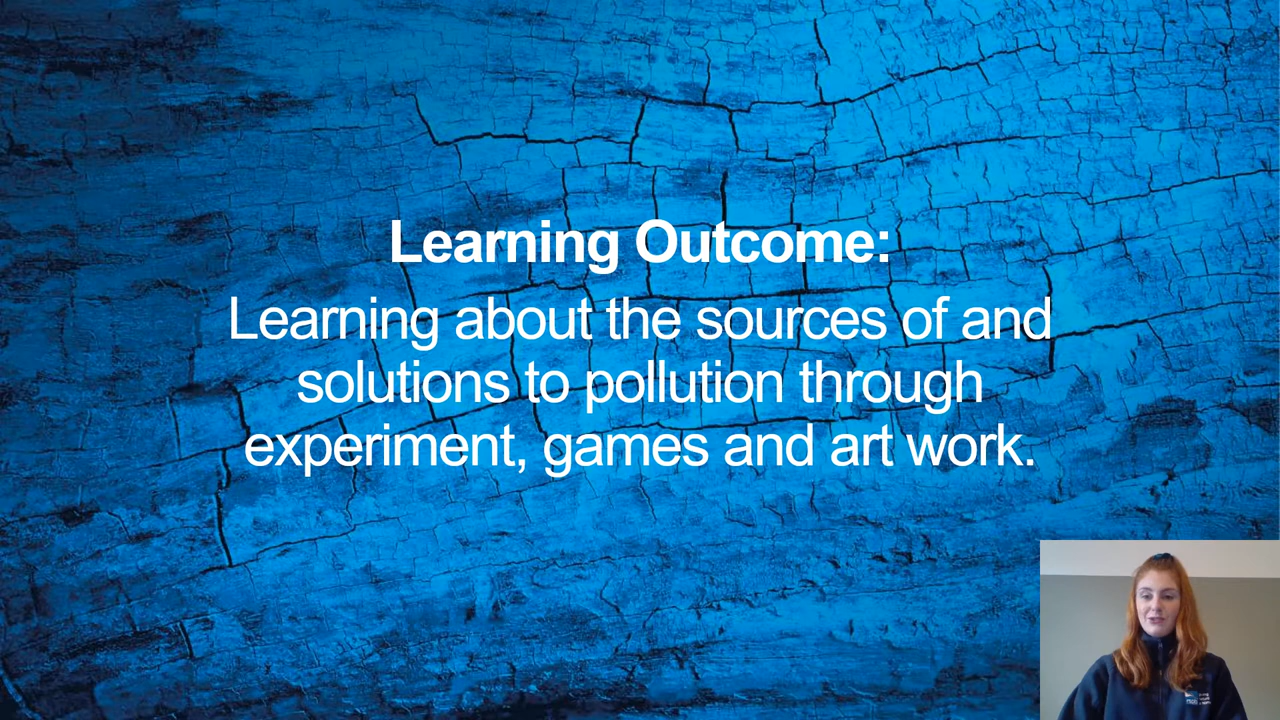 Learning Outcome:
Learning about the sources of and
solutions to pollution through
experiment, games and art work.